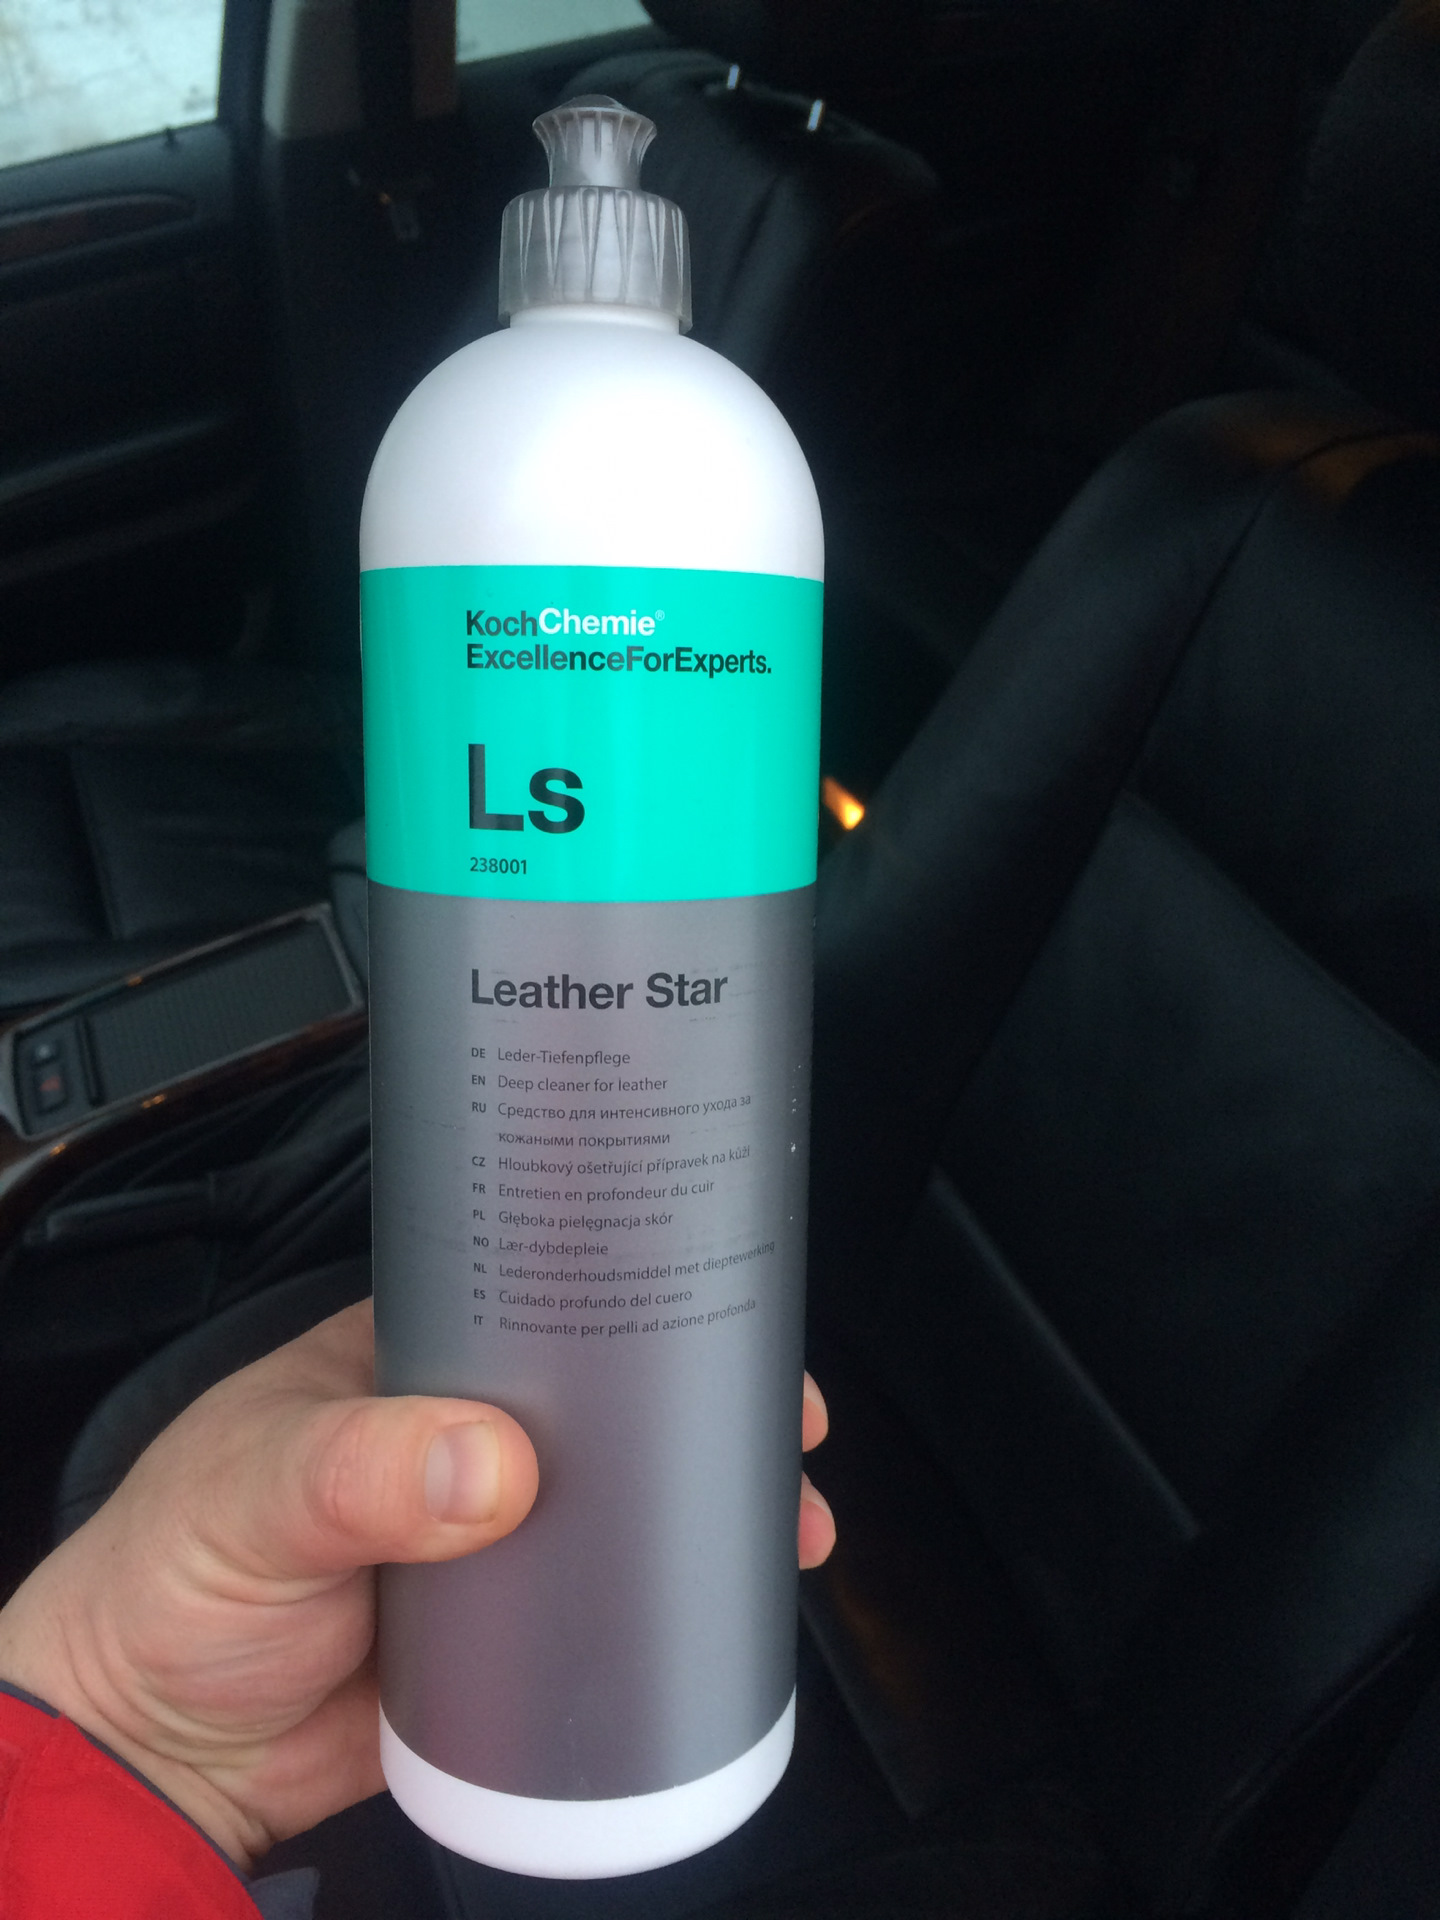 KochChemie®
ExcellenceForExperts.
Ls
238001
Leather Star
DE Leder-Tiefenpflege
EN Deep cleaner for leather
RU Средство для интенсивного ухода за
кожаными покрытиями
CZ Hloubkový ošetřující přípravek na kůži
FR Entretien en profondeur du cuir
PL Głęboka pielęgnacja skór
NO Lær-dybdepleie
NL Lederonderhoudsmiddel met dieptewerking
ES Cuidado profundo del cuero
IT Rinnovante per pelli ad azione profonda